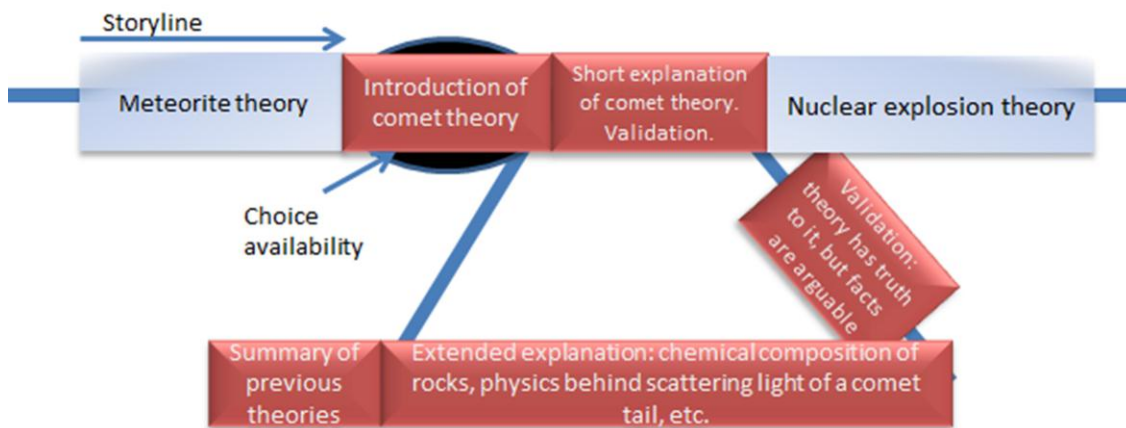 Storyline
Meteorite theory
Introduction of
comet theory
Short explanation
of comet theory.
Validation.
Nuclear explosion theory
Choice
availability
Validation:
theory has truth
to it, but facts
are arguable
Summary of
previous
theories
Extended explanation: chemical composition of
rocks, physics behind scattering light of a comet
tail, etc.